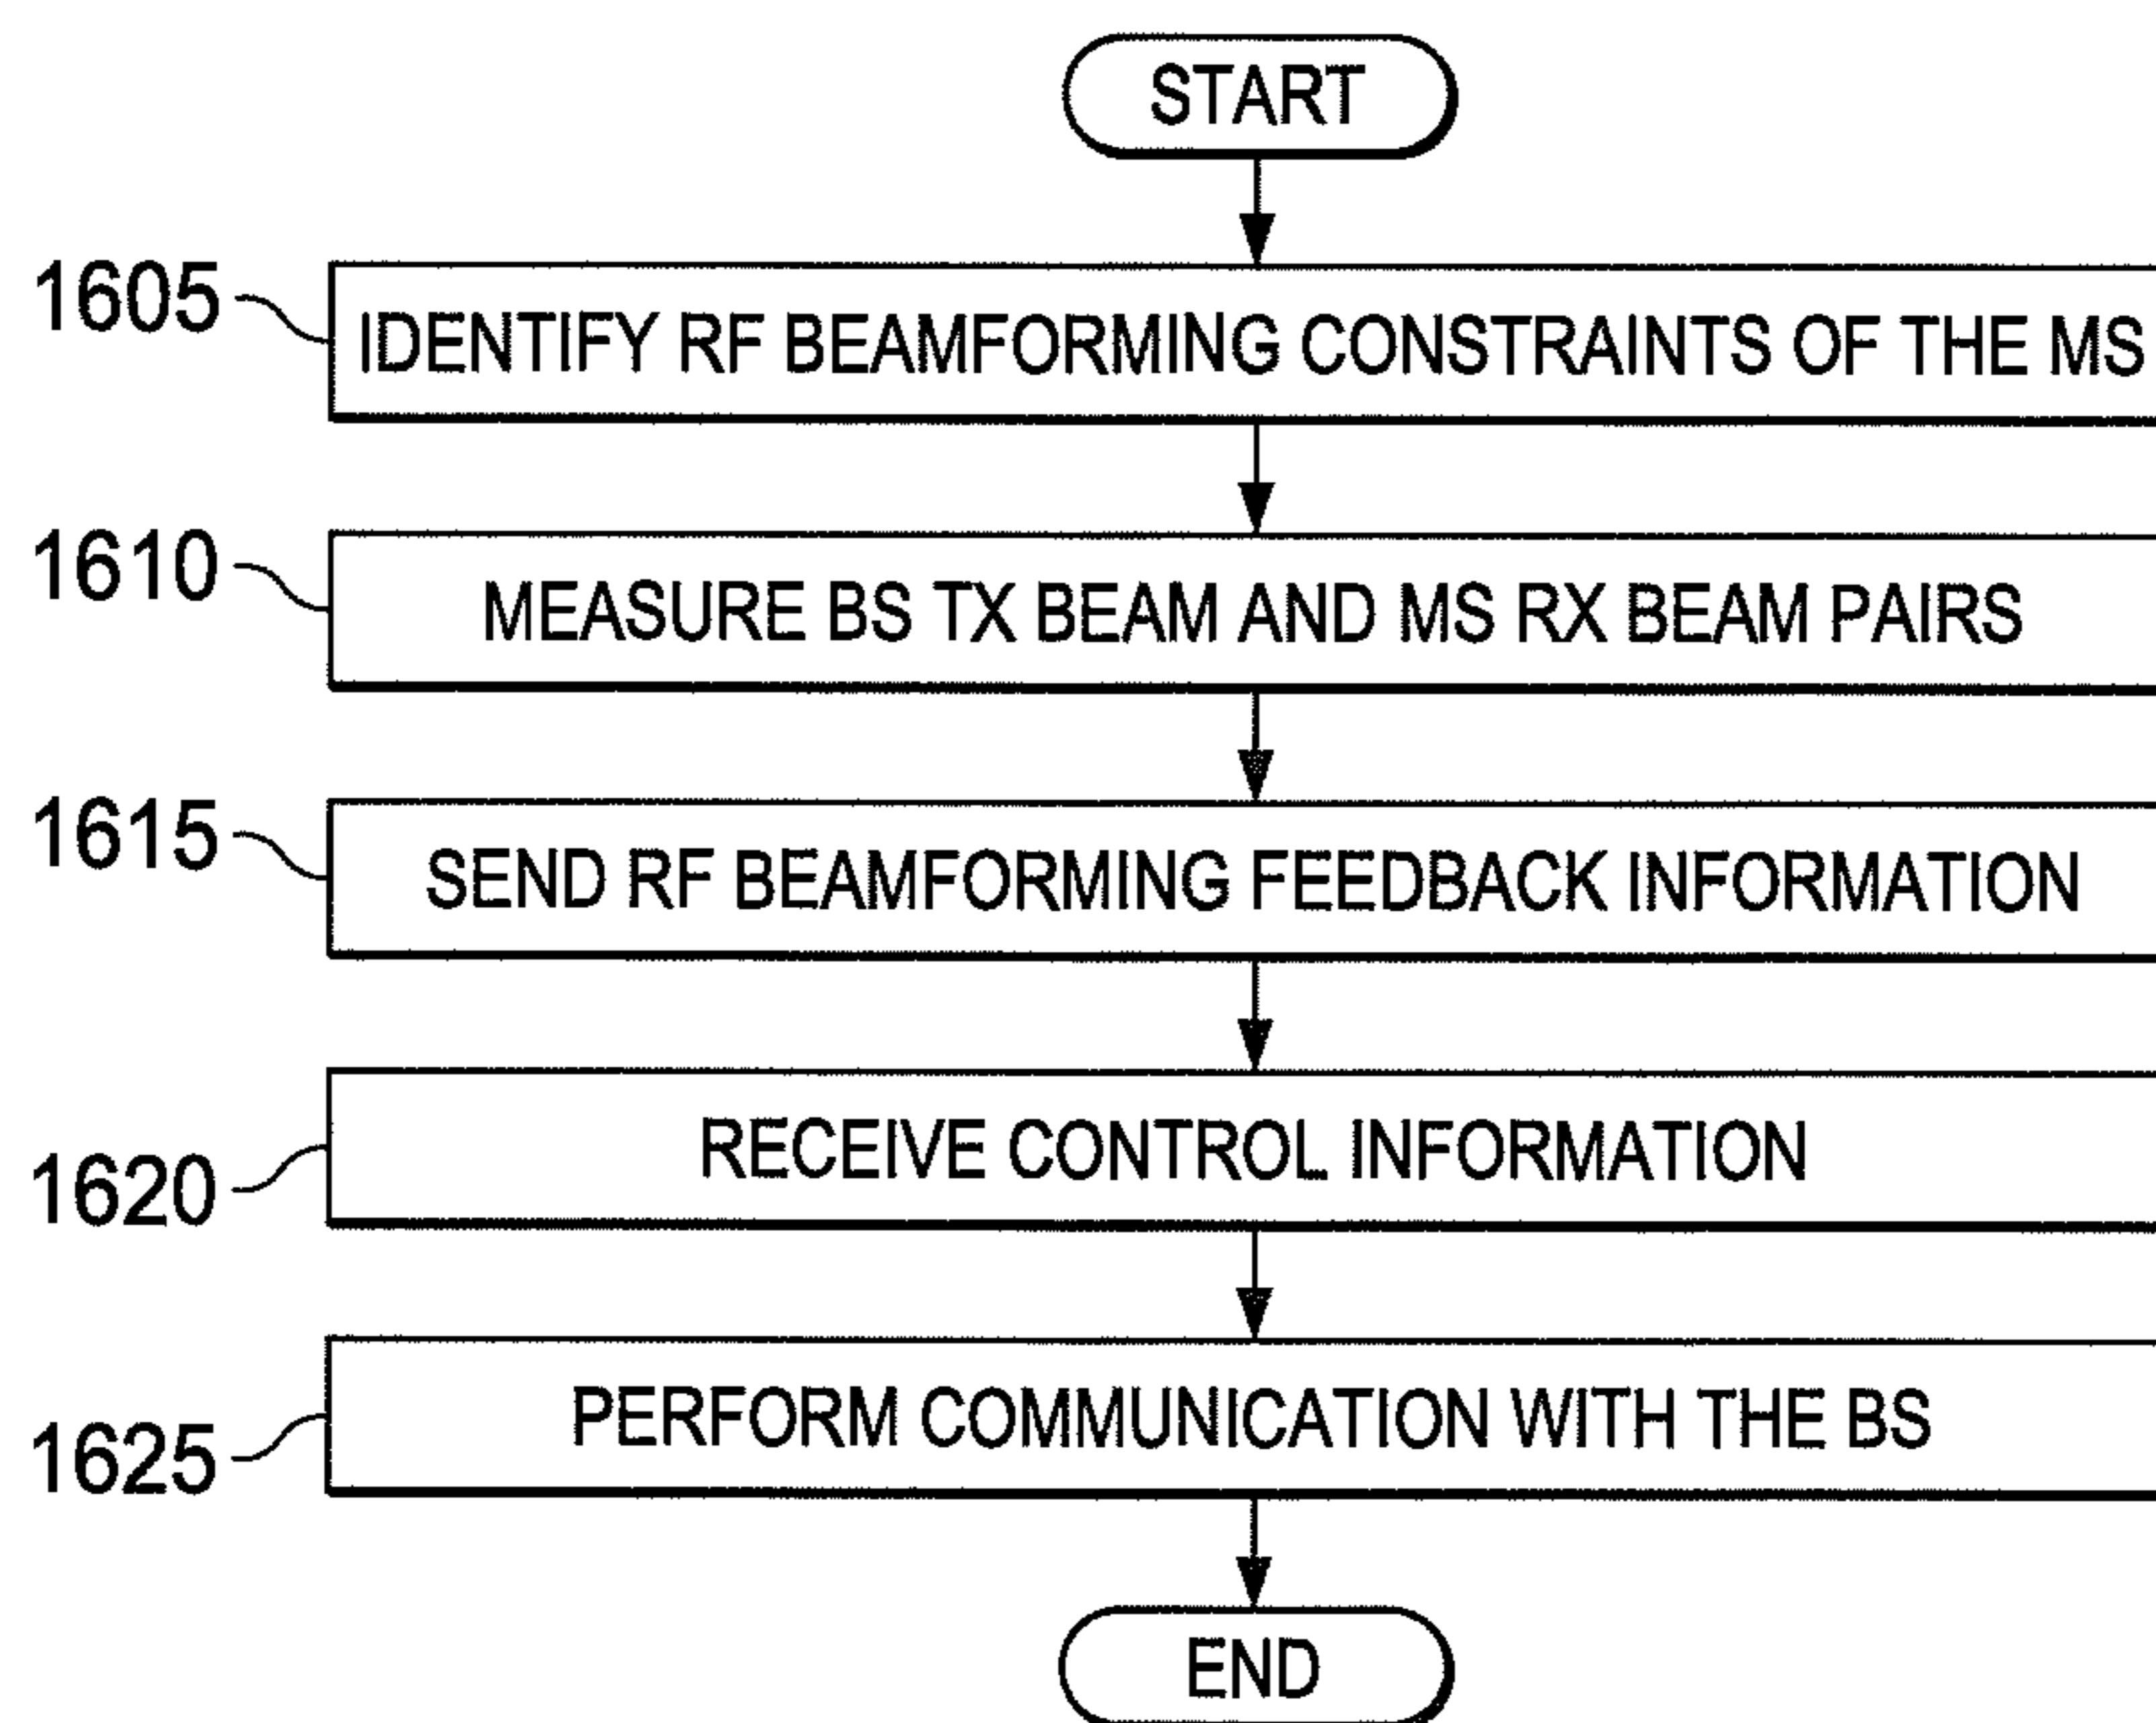 START
1605 IDENTIFY RF BEAMFORMING CONSTRAINTS OF THE MS
1610 MEASURE BS TX BEAM AND MS RX BEAM PAIRS
1615 SEND RF BEAMFORMING FEEDBACK INFORMATION
1620 RECEIVE CONTROL INFORMATION
1625 PERFORM COMMUNICATION WITH THE BS
END